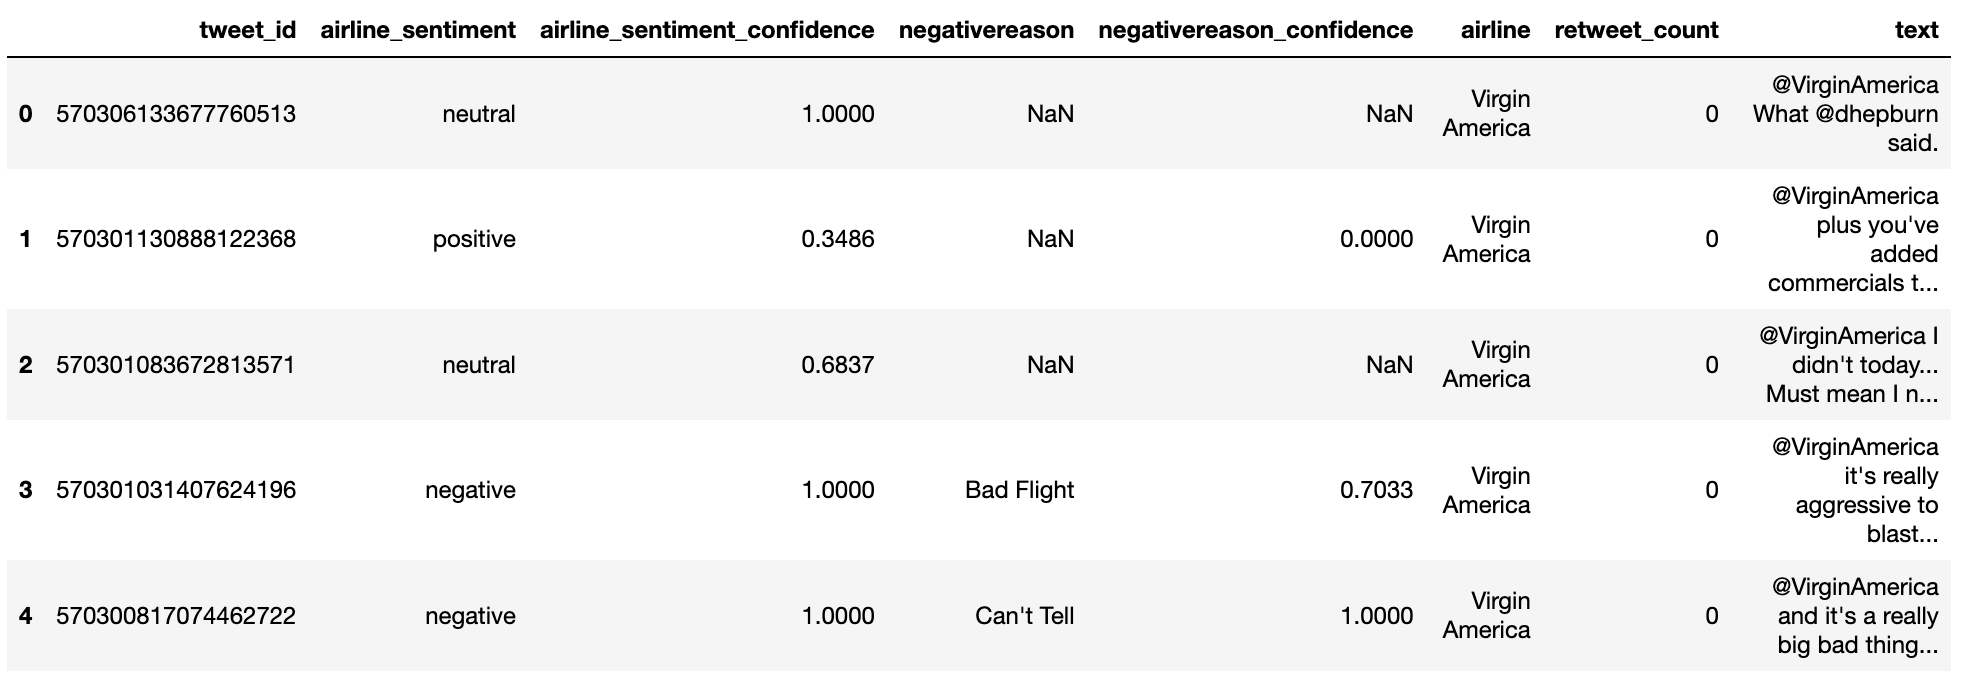 tweet_id airline_sentiment airline_sentiment_confidence negativereason negativereason_confidence airline retweet_count text
0 570306133677760513 neutral 1.0000 NaN NaN Virgin America 0 @VirginAmerica What @dhepburn said.
1 570301130888122368 positive 0.3486 NaN 0.0000 Virgin America 0 @VirginAmerica plus you've added commercials t...
2 570301083672813571 neutral 0.6837 NaN NaN Virgin America 0 @VirginAmerica I didn't today... Must mean I n...
3 570301031407624196 negative 1.0000 Bad Flight 0.7033 Virgin America 0 @VirginAmerica it's really aggressive to blast...
4 570300817074462722 negative 1.0000 Can't Tell 1.0000 Virgin America 0 @VirginAmerica and it's a really big bad thing...